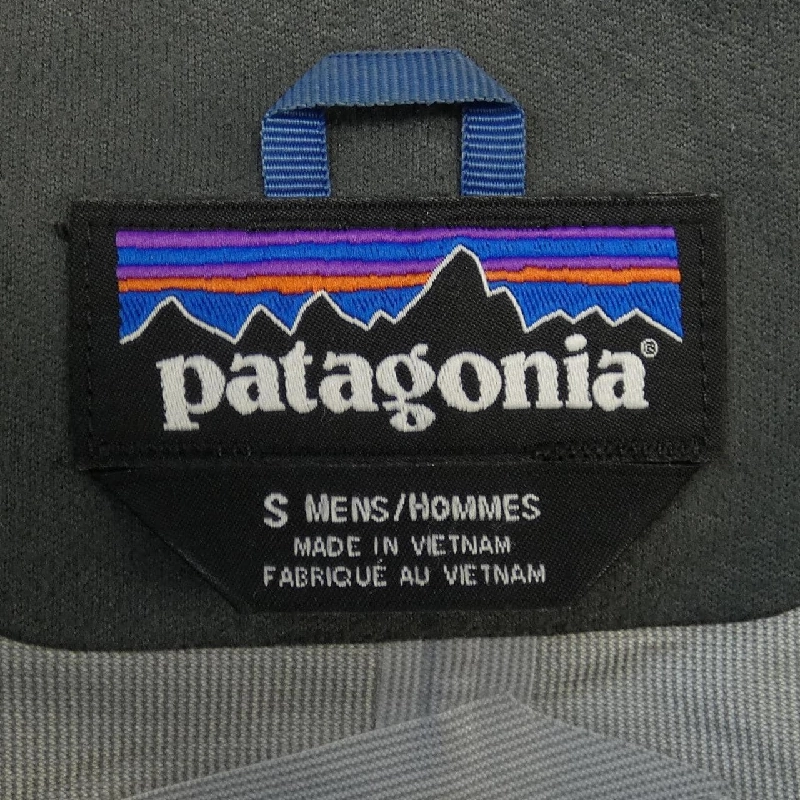 patagonia®
S MENS/HOMMES
MADE IN VIETNAM
FABRIQUÉ AU VIETNAM